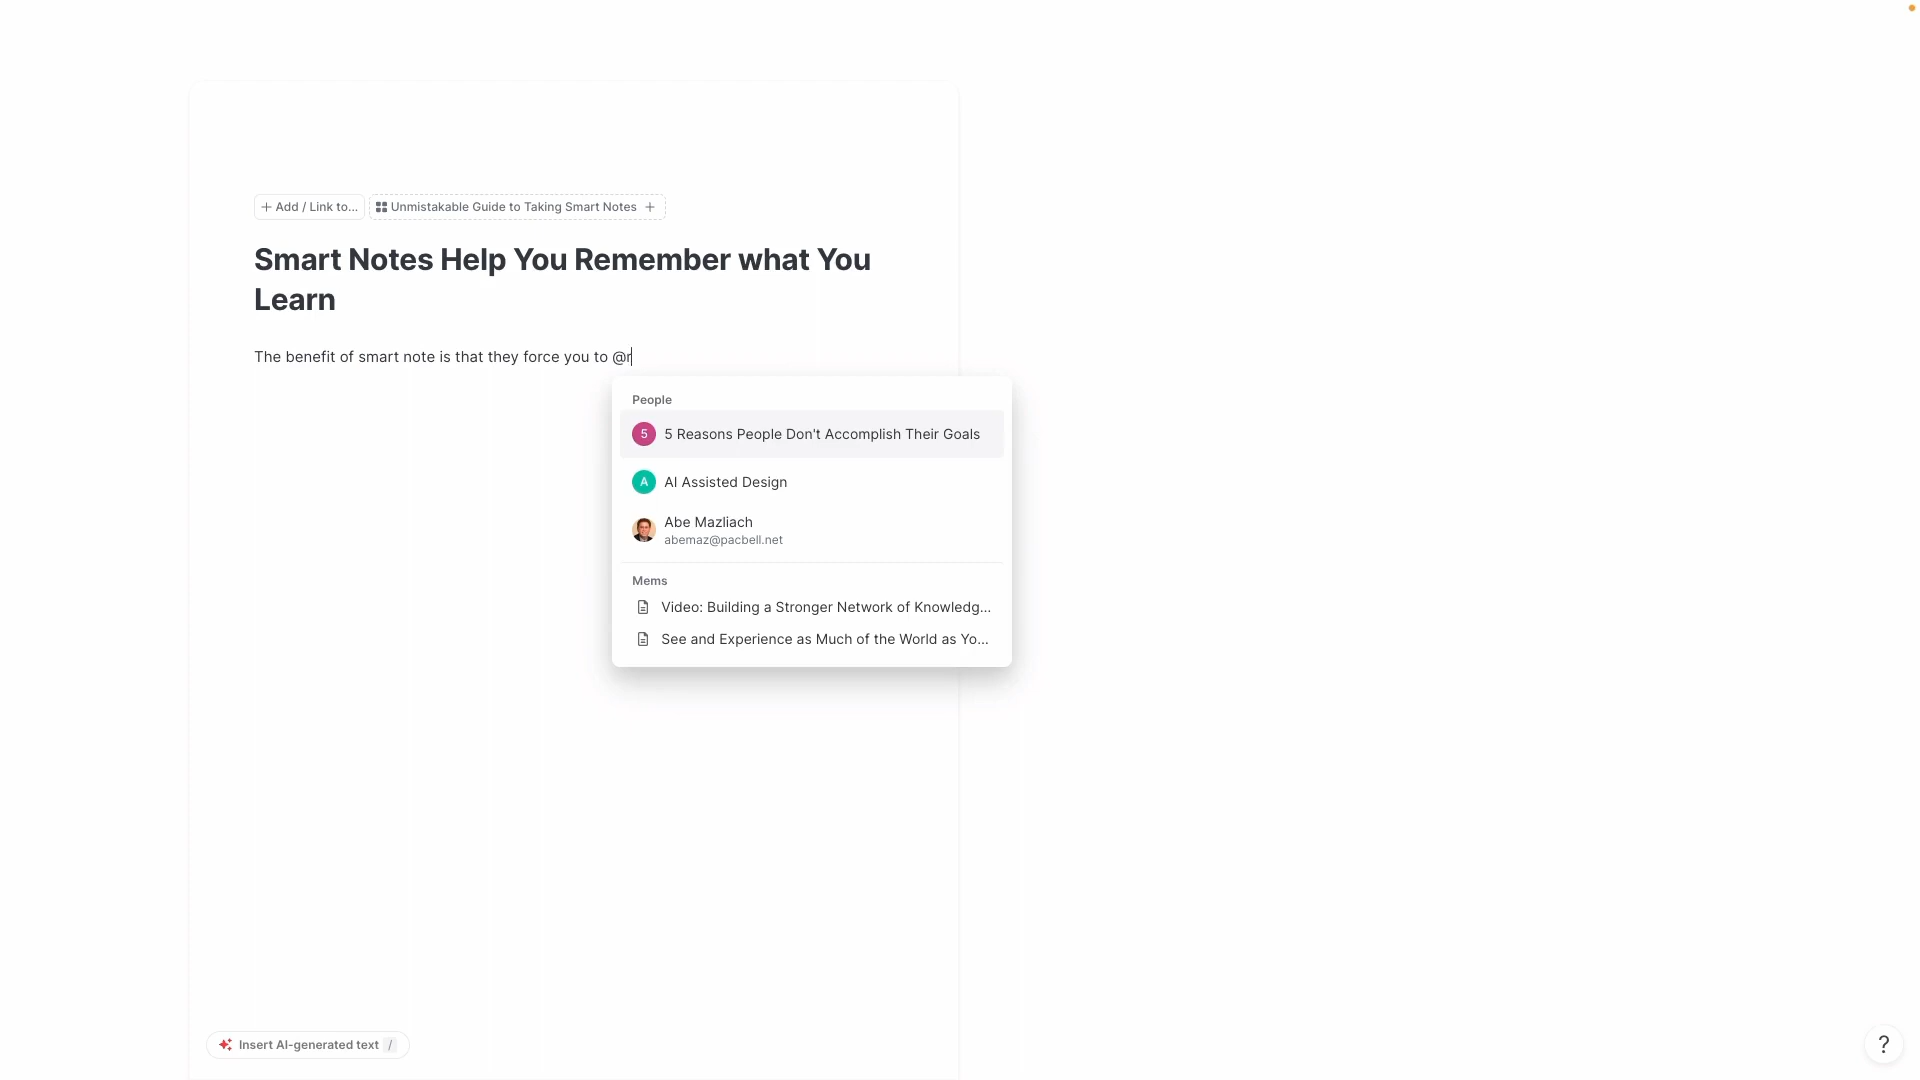 Add / Link to...
Unmistakable Guide to Taking Smart Notes
Smart Notes Help You Remember what You
Learn
The benefit of smart note is that they force you to @r
People
5 5 Reasons People Don't Accomplish Their Goals
A AI Assisted Design
Abe Mazliach
abemaz@pacbell.net
Mems
Video: Building a Stronger Network of Knowledg...
See and Experience as Much of the World as Yo...
Insert AI-generated text /
?